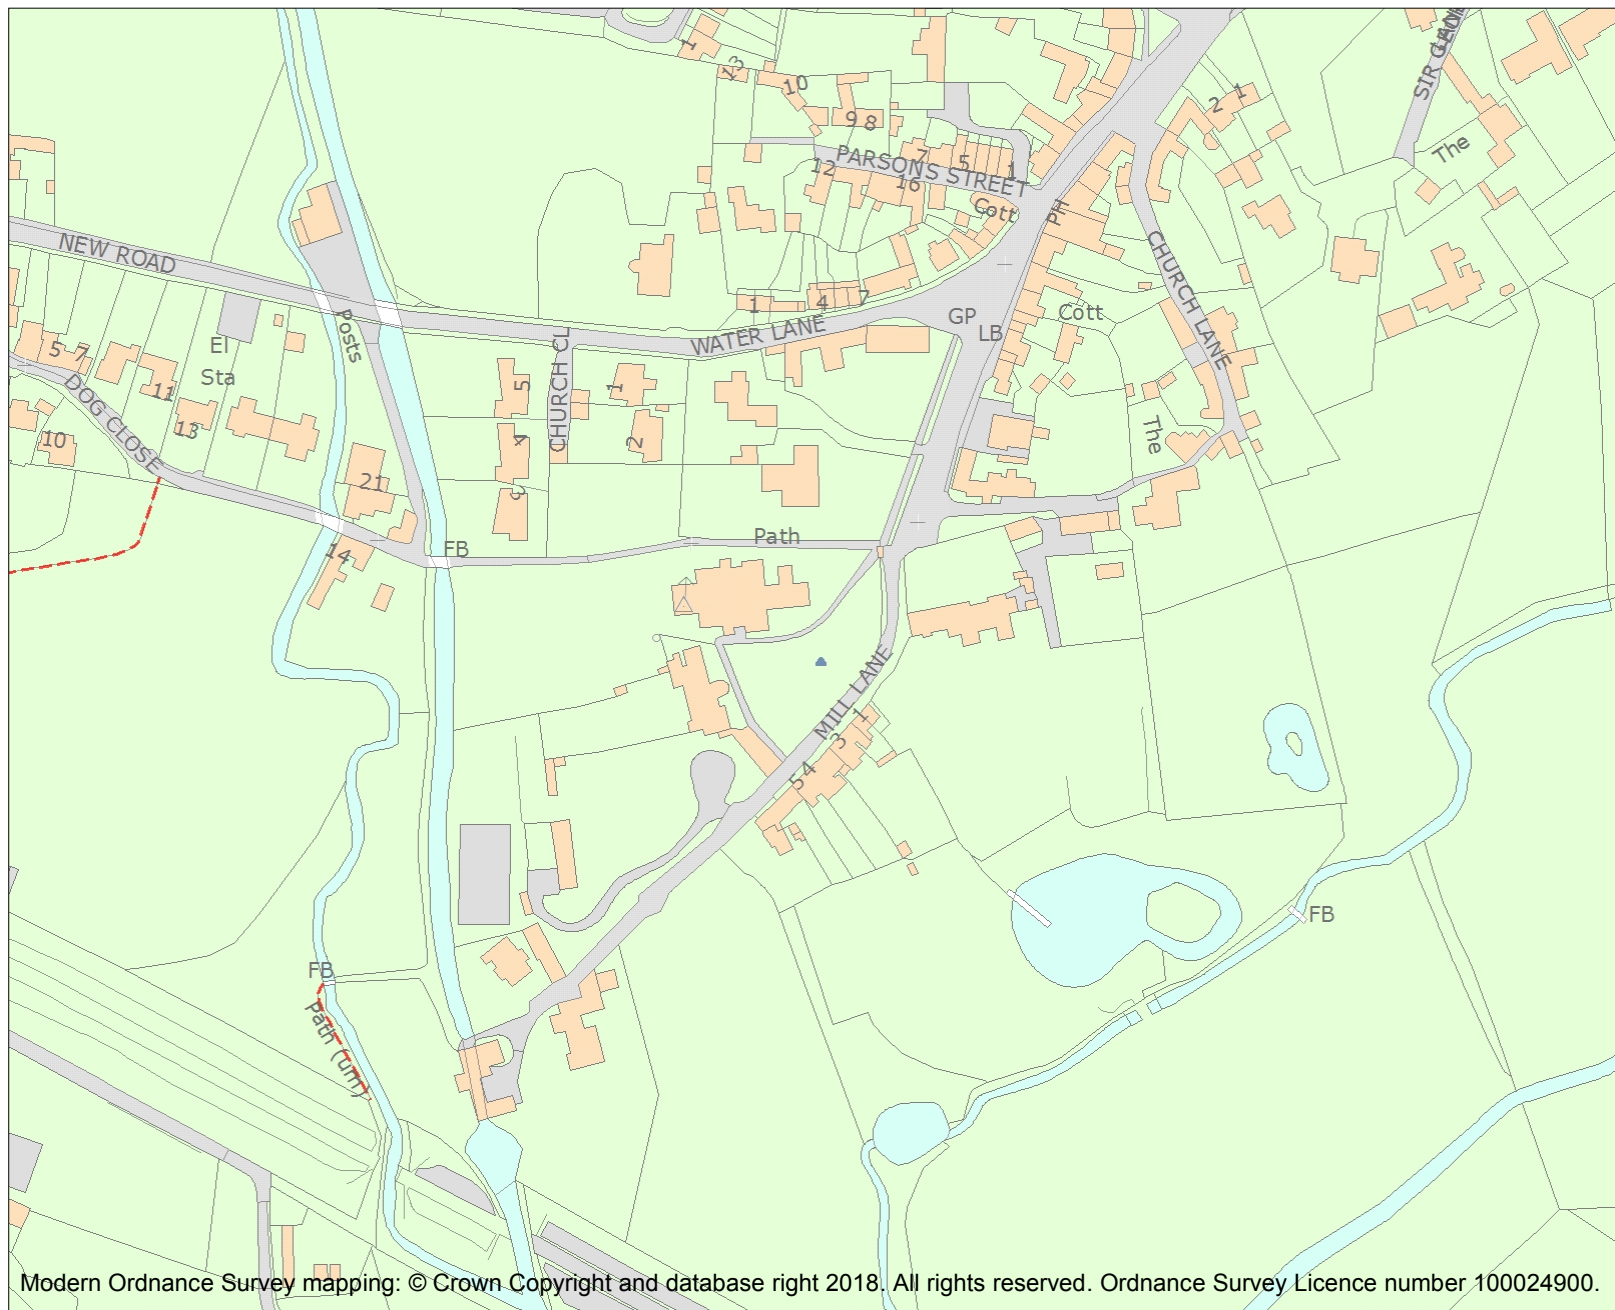 1
13
10
9 8
PARSONS STREET
7
5
1
12
16
Cott
PH
2 1
SIR
LANE
The
NEW ROAD
Posts
CHURCH LANE
1
4
7
WATER LANE
GP
LB
Cott
El
Sta
5 7
11
13
10
DOG CLOSE
CHURCH CL
5
4
3
1
2
The
21
14
FB
Path
MILL LANE
1
3
5 4
FB
FB
Path (um)
Modern Ordnance Survey mapping: © Crown Copyright and database right 2018. All rights reserved. Ordnance Survey Licence number 100024900.